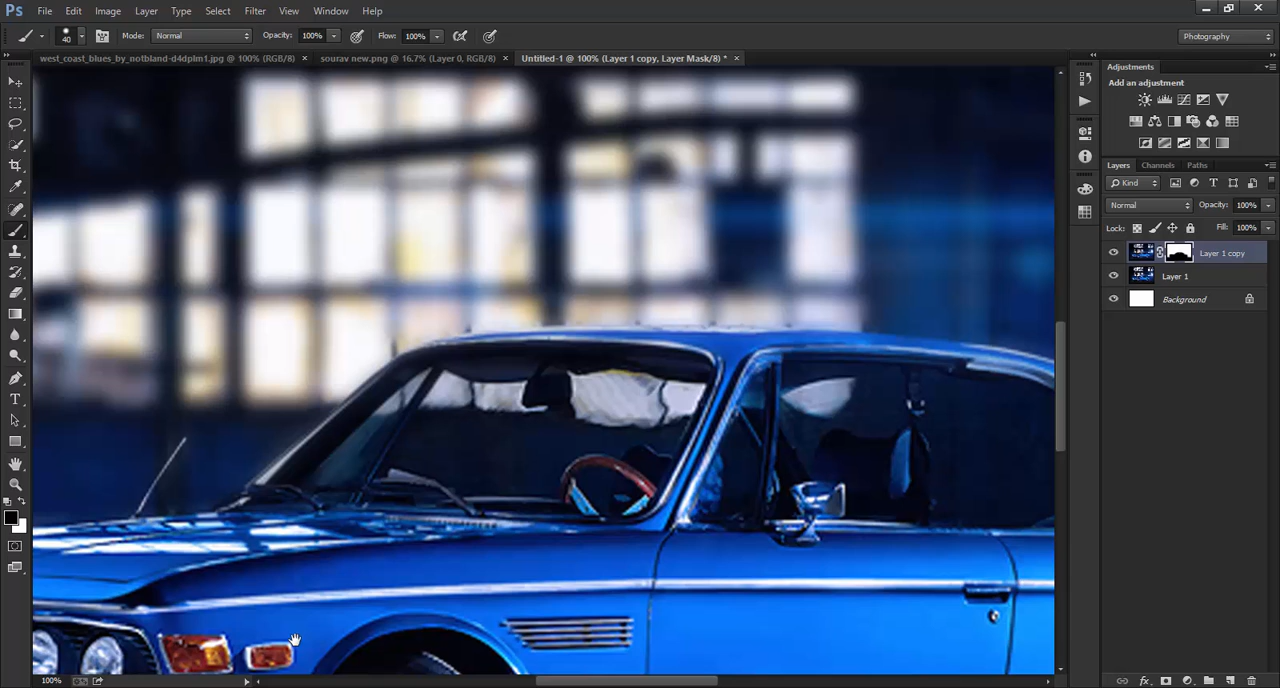 Ps File Edit Image Layer Type Select Filter View Window Help
40 Mode: Normal Opacity: 100% Flow: 100% Photography
west_coast_blues_by_notbland-d4dplm1.jpg @ 100% (RGB/8) × sourav new.png @ 16.7% (Layer 0, RGB/8) × Untitled-1 @ 100% (Layer 1 copy, Layer Mask/8) * ×
Adjustments
Add an adjustment
Layers Channels Paths
Kind
Normal Opacity: 100%
Lock: Fill: 100%
Layer 1 copy
Layer 1
Background
100%